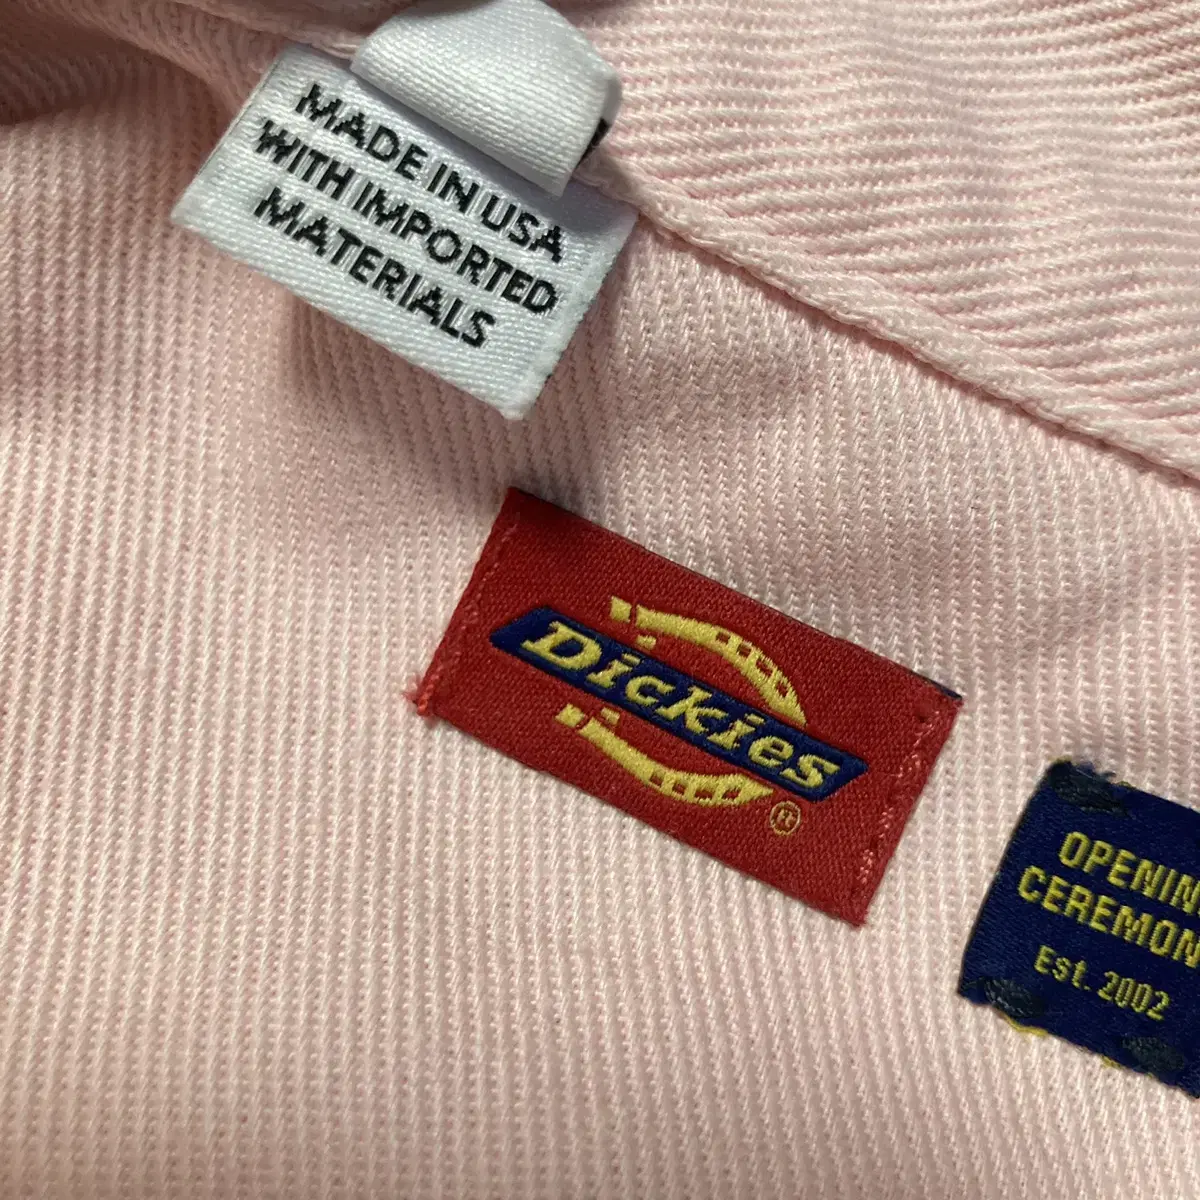 MADE IN USA
WITH IMPORTED
MATERIALS
Dickies
®
OPENIN
CEREMON
Est. 2002